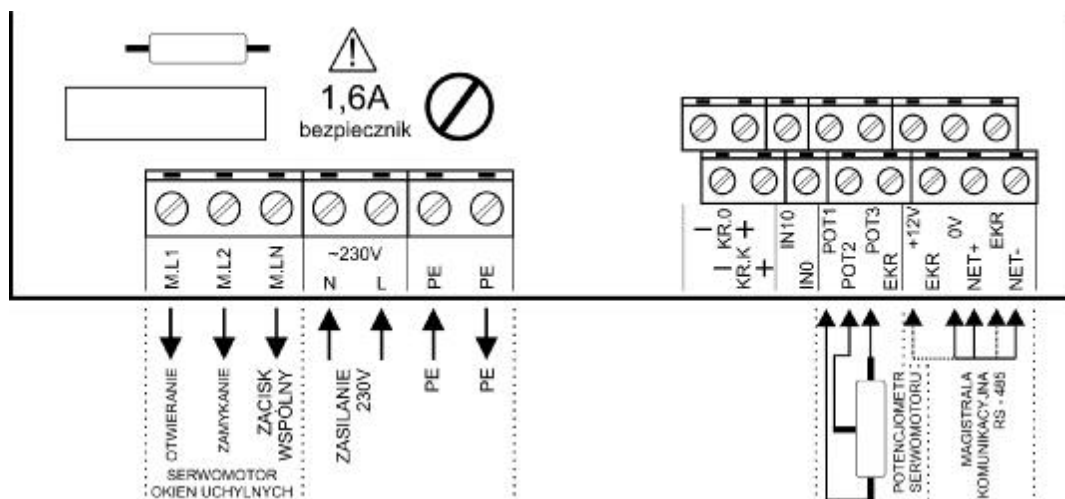 1,6A
bezpiecznik
M.L1
M.L2
M.LN
~230V
N
L
PE
PE
– KR.0 +
– KR.K +
IN10
IN0
POT1
POT2
POT3
EKR
+12V
EKR
0V
NET+
EKR
NET-
OTWIERANIE
ZAMYKANIE
ZACISK
WSPÓLNY
ZASILANIE
230V
PE
PE
SERWOMOTOR
OKIEN UCHYLNYCH
POTENCJOMETR
SERWOMOTORU
MAGISTRALA
KOMUNIKACYJNA
RS - 485